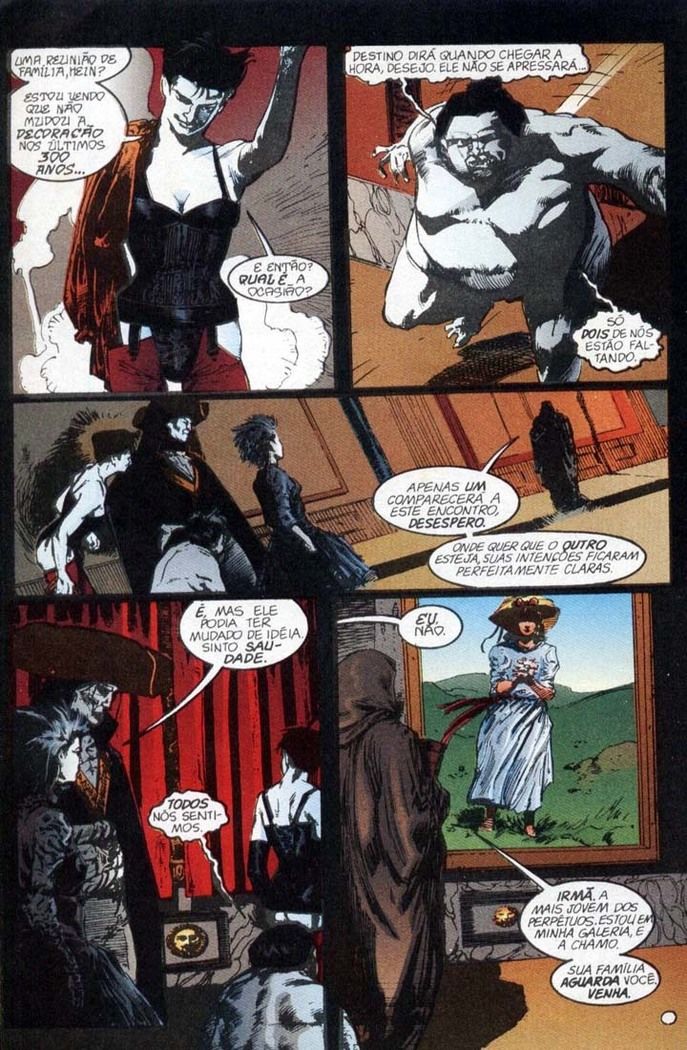 UMA REUNIÃO DE
FAMÍLIA, HEIN?
ESTOU VENDO
QUE NÃO
MUDOU A
DECORAÇÃO
NOS ÚLTIMOS
300
ANOS...
E ENTÃO?
QUAL É A
OCASIÃO?
DESTINO DIRÁ QUANDO CHEGAR A
HORA, DESEJO. ELE NÃO SE APRESSARÁ...
SÓ
DOIS DE NÓS
ESTÃO FAL-
TANDO.
APENAS UM
COMPARECERÁ A
ESTE ENCONTRO,
DESESPERO.
ONDE QUER QUE O OUTRO
ESTEJA, SUAS INTENÇÕES FICARAM
PERFEITAMENTE CLARAS.
É, MAS ELE
PODIA TER
MUDADO DE IDÉIA.
SINTO SAU-
DADE.
TODOS
NÓS SENTI-
MOS.
EU,
NÃO.
IRMÃ. A
MAIS JOVEM DOS
PERPÉTUOS. ESTOU EM
MINHA GALERIA, E
A CHAMO.
SUA FAMÍLIA
AGUARDA VOCÊ.
VENHA.